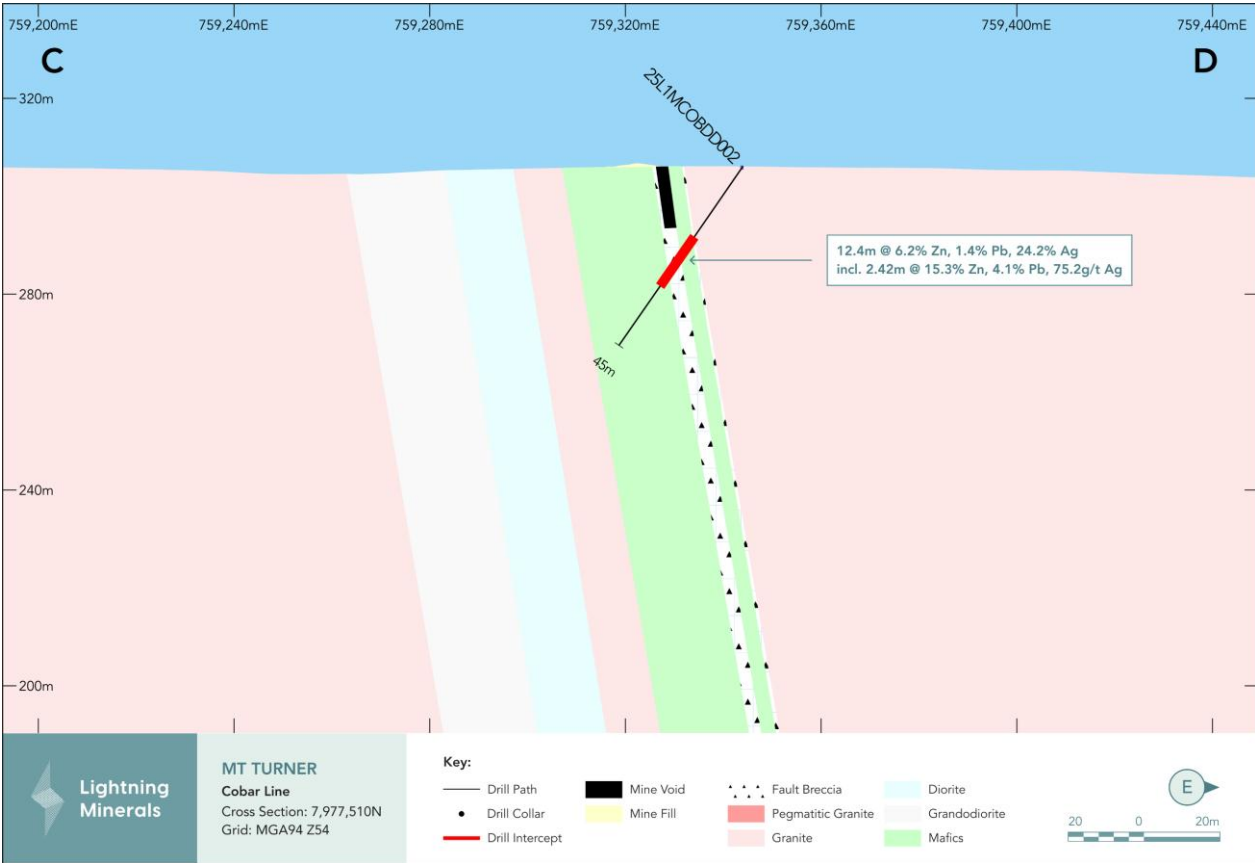 759,200mE 759,240mE 759,280mE 759,320mE 759,360mE 759,400mE 759,440mE
C D
320m
25L1MCOBDD002
12.4m @ 6.2% Zn, 1.4% Pb, 24.2% Ag
incl. 2.42m @ 15.3% Zn, 4.1% Pb, 75.2g/t Ag
280m
45m
240m
200m
Lightning
Minerals
MT TURNER
Cobar Line
Cross Section: 7,977,510N
Grid: MGA94 Z54
Key:
Drill Path Mine Void Fault Breccia Diorite
Drill Collar Mine Fill Pegmatitic Granite Grandodiorite
Drill Intercept Granite Mafics
E
20 0 20m